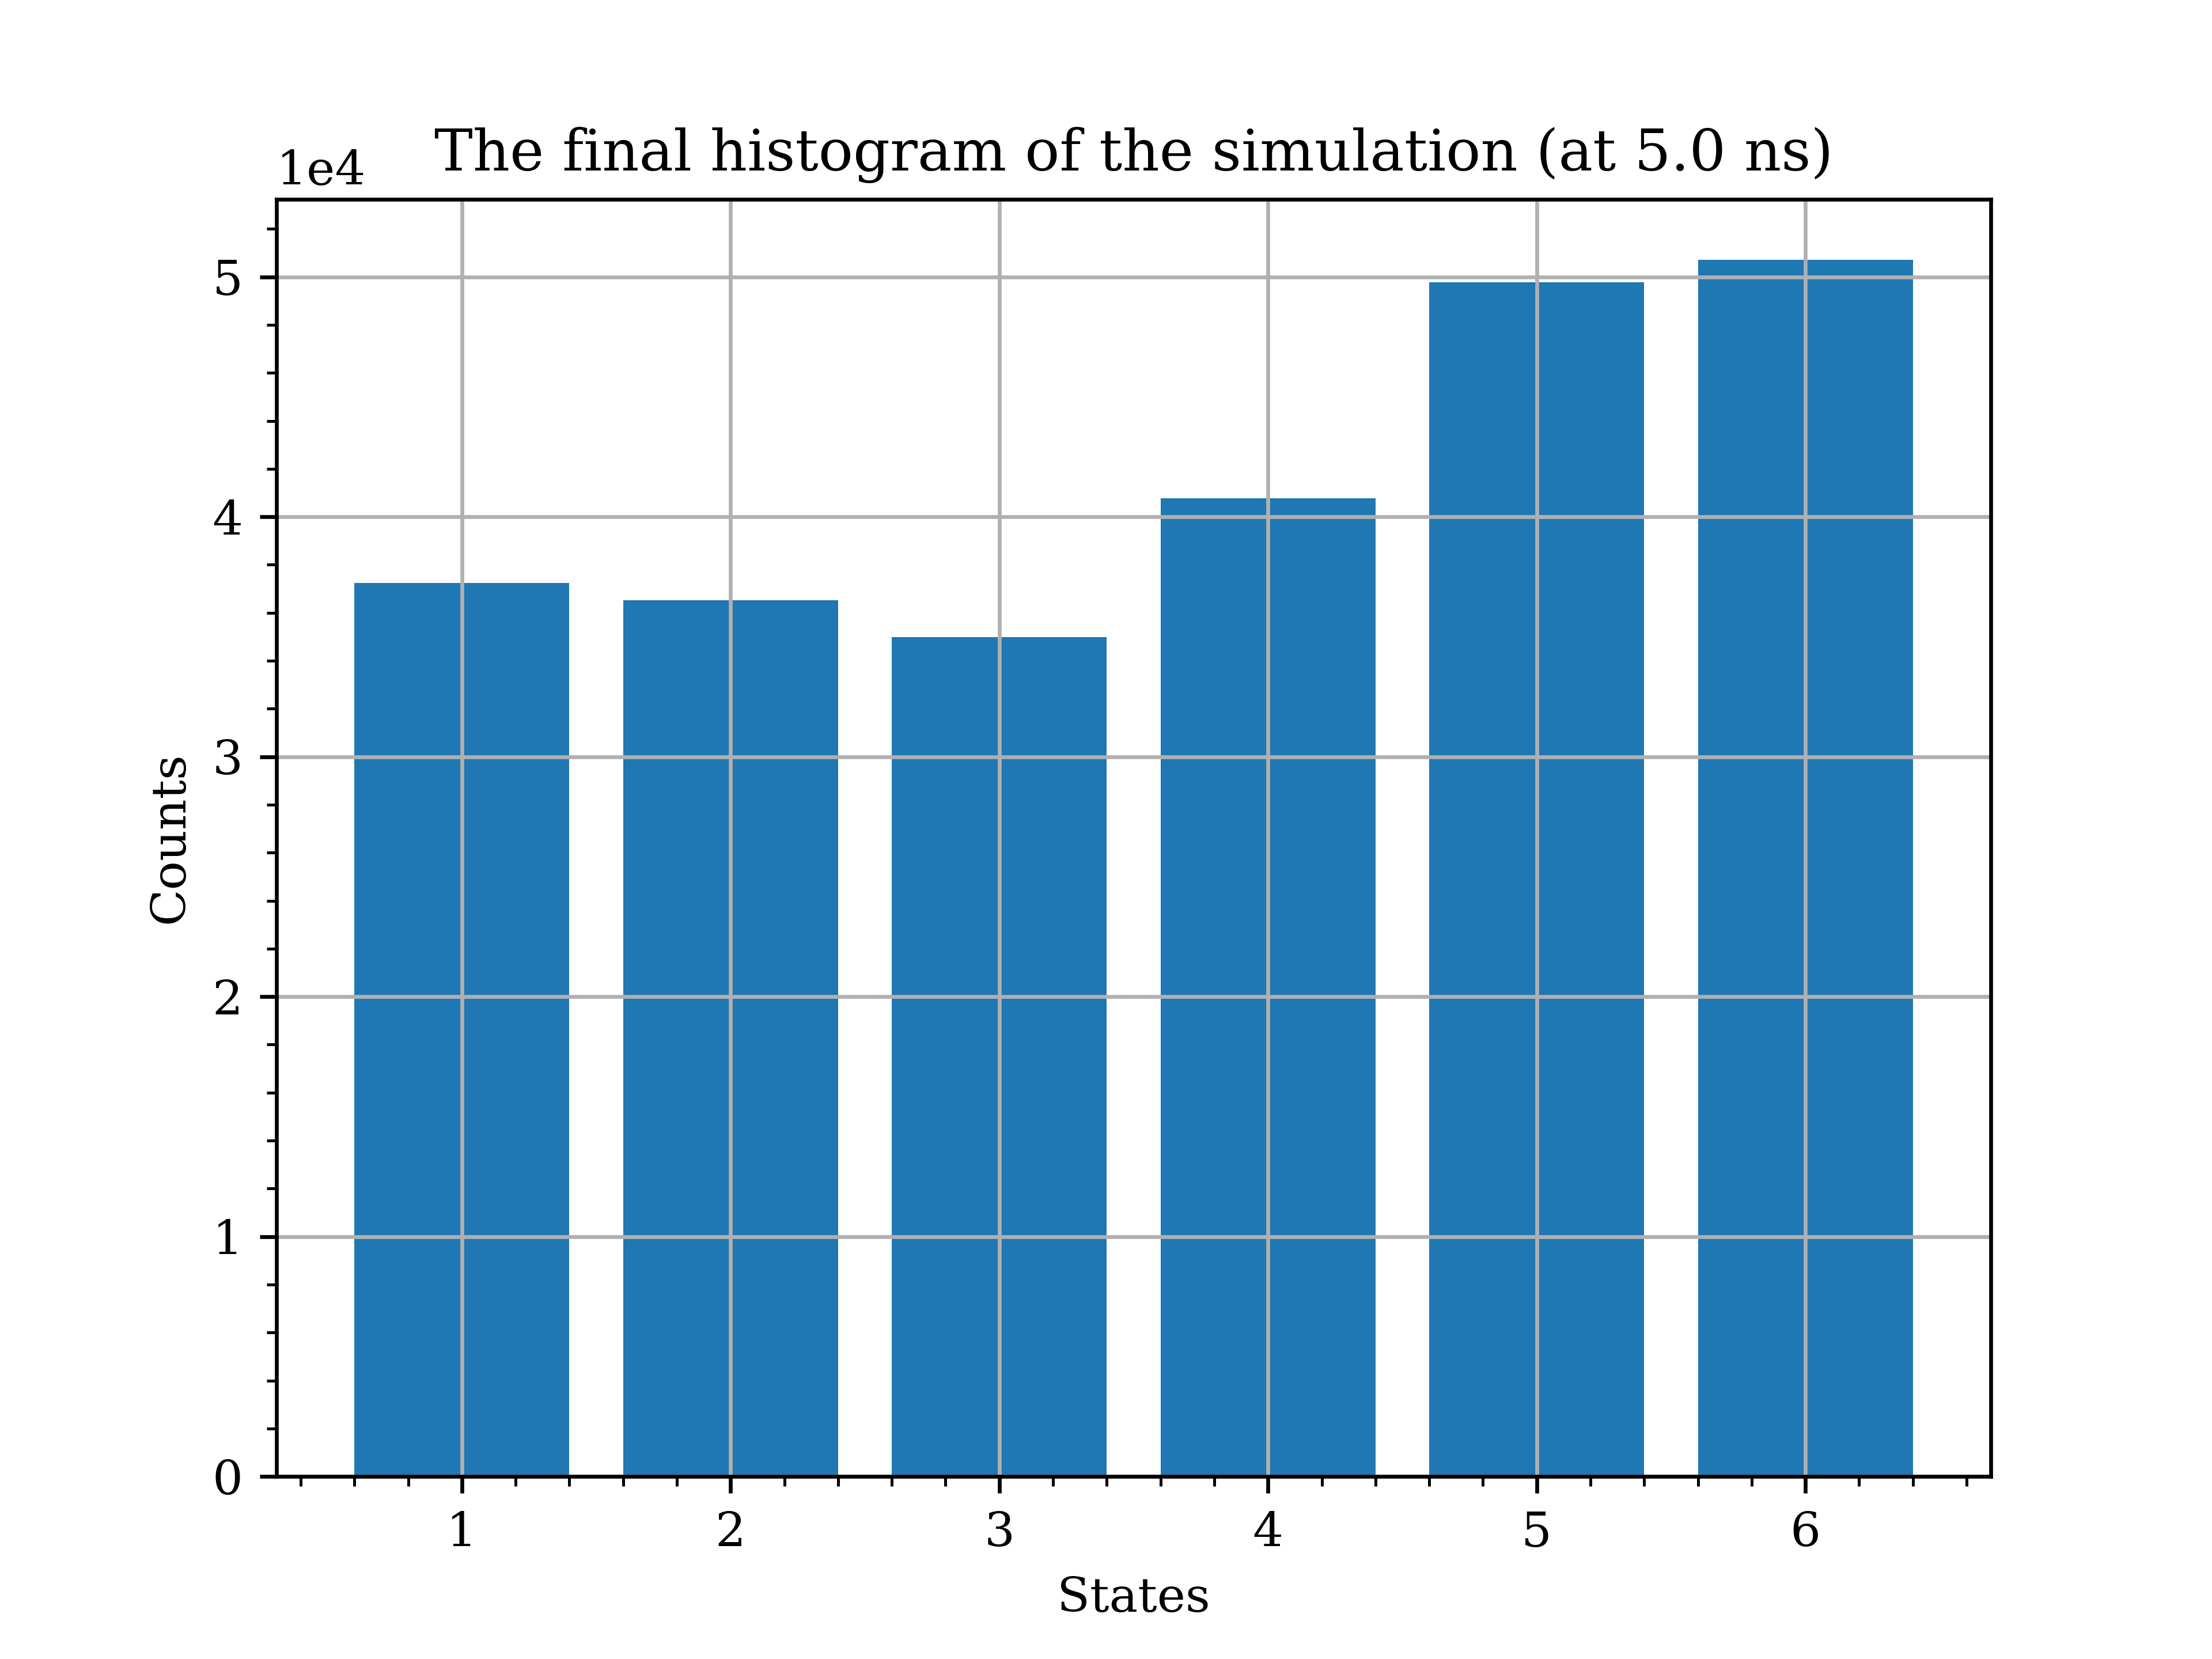 The final histogram of the simulation (at 5.0 ns)
1e4
5
4
3
2
1
0
Counts
1 2 3 4 5 6
States